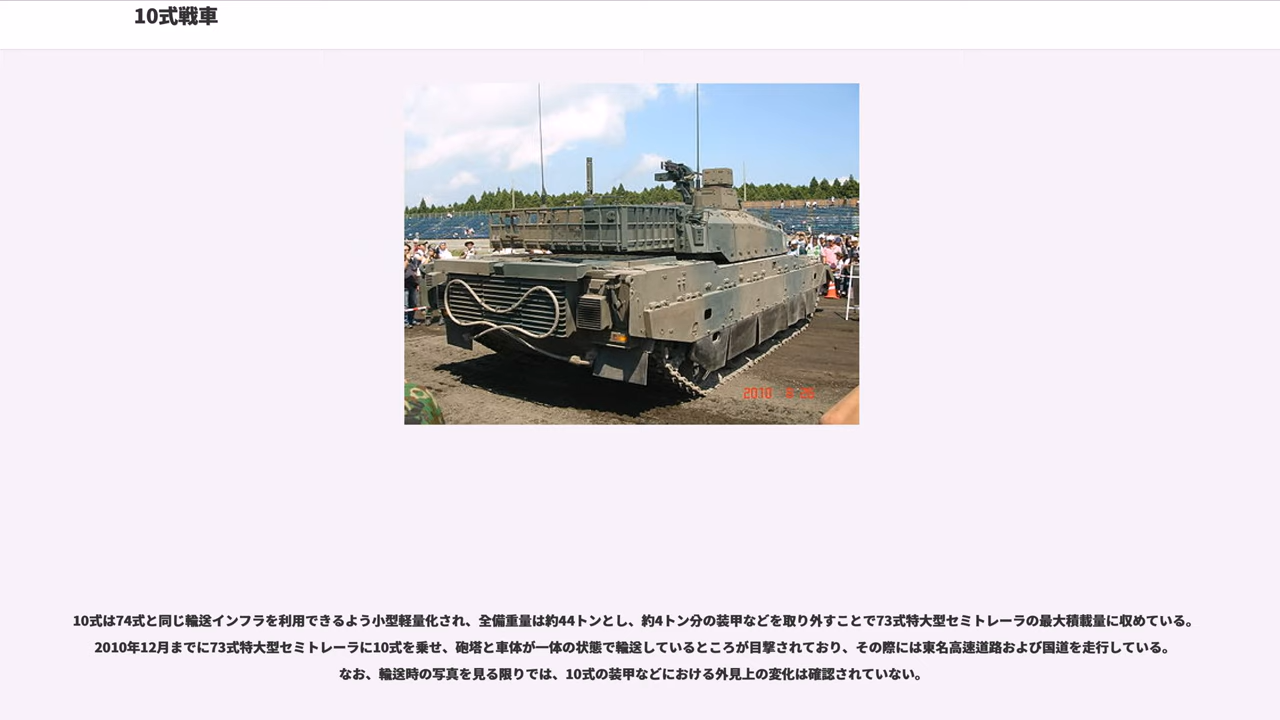 10式戦車
2010
10式は74式と同じ輸送インフラを利用できるよう小型軽量化され、全備重量は約44トンとし、約4トン分の装甲などを取り外すことで73式特大型セミトレーラの最大積載量に収めている。
2010年12月までに73式特大型セミトレーラに10式を乗せ、砲塔と車体が一体の状態で輸送しているところが目撃されており、その際には東名高速道路および国道を走行している。
なお、輸送時の写真を見る限りでは、10式の装甲などにおける外見上の変化は確認されていない。